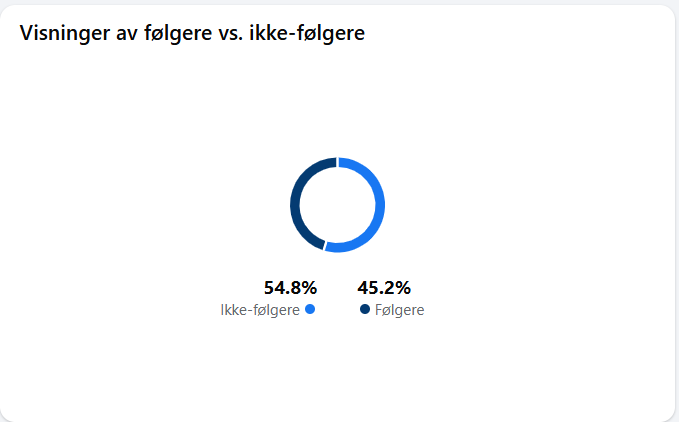 Visninger av følgere vs. ikke-følgere
54.8% 45.2%
Ikke-følgere Følgere